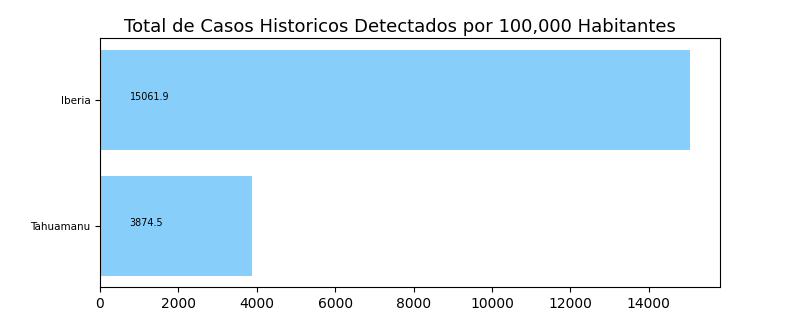 Total de Casos Historicos Detectados por 100,000 Habitantes
Iberia
15061.9
Tahuamanu
3874.5
0 2000 4000 6000 8000 10000 12000 14000